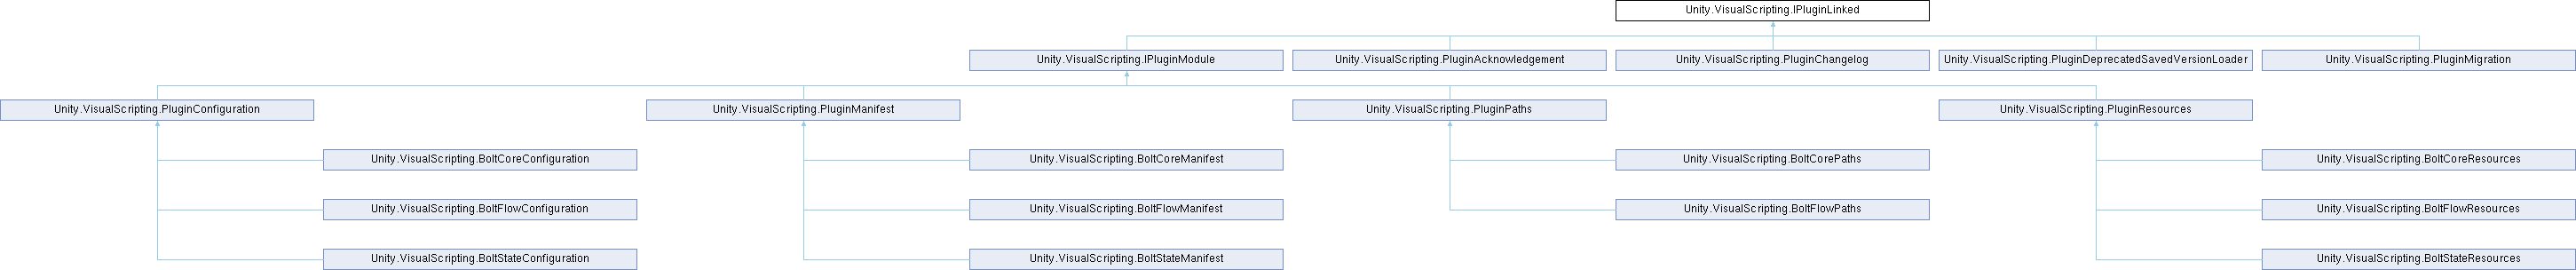 Unity.VisualScripting.IPluginLinked
Unity.VisualScripting.IPluginModule
Unity.VisualScripting.PluginAcknowledgement
Unity.VisualScripting.PluginChangelog
Unity.VisualScripting.PluginDeprecatedSavedVersionLoader
Unity.VisualScripting.PluginMigration
Unity.VisualScripting.PluginConfiguration
Unity.VisualScripting.PluginManifest
Unity.VisualScripting.PluginPaths
Unity.VisualScripting.PluginResources
Unity.VisualScripting.BoltCoreConfiguration
Unity.VisualScripting.BoltCoreManifest
Unity.VisualScripting.BoltCorePaths
Unity.VisualScripting.BoltCoreResources
Unity.VisualScripting.BoltFlowConfiguration
Unity.VisualScripting.BoltFlowManifest
Unity.VisualScripting.BoltFlowPaths
Unity.VisualScripting.BoltFlowResources
Unity.VisualScripting.BoltStateConfiguration
Unity.VisualScripting.BoltStateManifest
Unity.VisualScripting.BoltStateResources